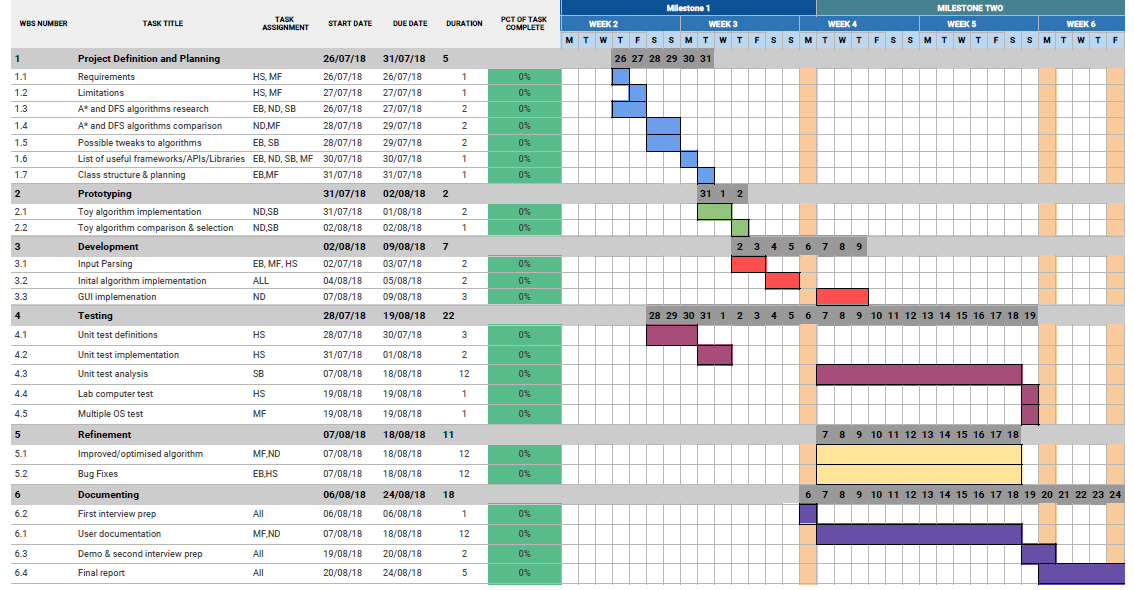 Milestone 1 MILESTONE TWO
WBS NUMBER TASK TITLE TASK ASSIGNMENT START DATE DUE DATE DURATION PCT OF TASK COMPLETE WEEK 2 WEEK 3 WEEK 4 WEEK 5 WEEK 6
M T W T F S S M T W T F S S M T W T F S S M T W T F S S M T W T F
1 Project Definition and Planning 26/07/18 31/07/18 5 26 27 28 29 30 31
1.1 Requirements HS, MF 26/07/18 26/07/18 1 0%
1.2 Limitations HS, MF 27/07/18 27/07/18 1 0%
1.3 A* and DFS algorithms research EB, ND, SB 26/07/18 27/07/18 2 0%
1.4 A* and DFS algorithms comparison ND,MF 28/07/18 29/07/18 2 0%
1.5 Possible tweaks to algorithms EB, SB 28/07/18 29/07/18 2 0%
1.6 List of useful frameworks/APIs/Libraries EB, ND, SB, MF 30/07/18 30/07/18 1 0%
1.7 Class structure & planning EB,MF 31/07/18 31/07/18 1 0%
2 Prototyping 31/07/18 02/08/18 2 31 1 2
2.1 Toy algorithm implementation ND,SB 31/07/18 01/08/18 2 0%
2.2 Toy algorithm comparison & selection ND,SB 02/08/18 02/08/18 1 0%
3 Development 02/08/18 09/08/18 7 2 3 4 5 6 7 8 9
3.1 Input Parsing EB, MF, HS 02/07/18 03/07/18 2 0%
3.2 Inital algorithm implementation ALL 04/08/18 05/08/18 2 0%
3.3 GUI implemenation ND 07/08/18 09/08/18 3 0%
4 Testing 28/07/18 19/08/18 22 28 29 30 31 1 2 3 4 5 6 7 8 9 10 11 12 13 14 15 16 17 18 19
4.1 Unit test definitions HS 28/07/18 30/07/18 3 0%
4.2 Unit test implementation HS 31/07/18 01/08/18 2 0%
4.3 Unit test analysis SB 07/08/18 18/08/18 12 0%
4.4 Lab computer test HS 19/08/18 19/08/18 1 0%
4.5 Multiple OS test MF 19/08/18 19/08/18 1 0%
5 Refinement 07/08/18 18/08/18 11 7 8 9 10 11 12 13 14 15 16 17 18
5.1 Improved/optimised algorithm MF,ND 07/08/18 18/08/18 12 0%
5.2 Bug Fixes EB,HS 07/08/18 18/08/18 12 0%
6 Documenting 06/08/18 24/08/18 18 6 7 8 9 10 11 12 13 14 15 16 17 18 19 20 21 22 23 24
6.2 First interview prep All 06/08/18 06/08/18 1 0%
6.1 User documentation MF,ND 07/08/18 18/08/18 12 0%
6.3 Demo & second interview prep All 19/08/18 20/08/18 2 0%
6.4 Final report All 20/08/18 24/08/18 5 0%